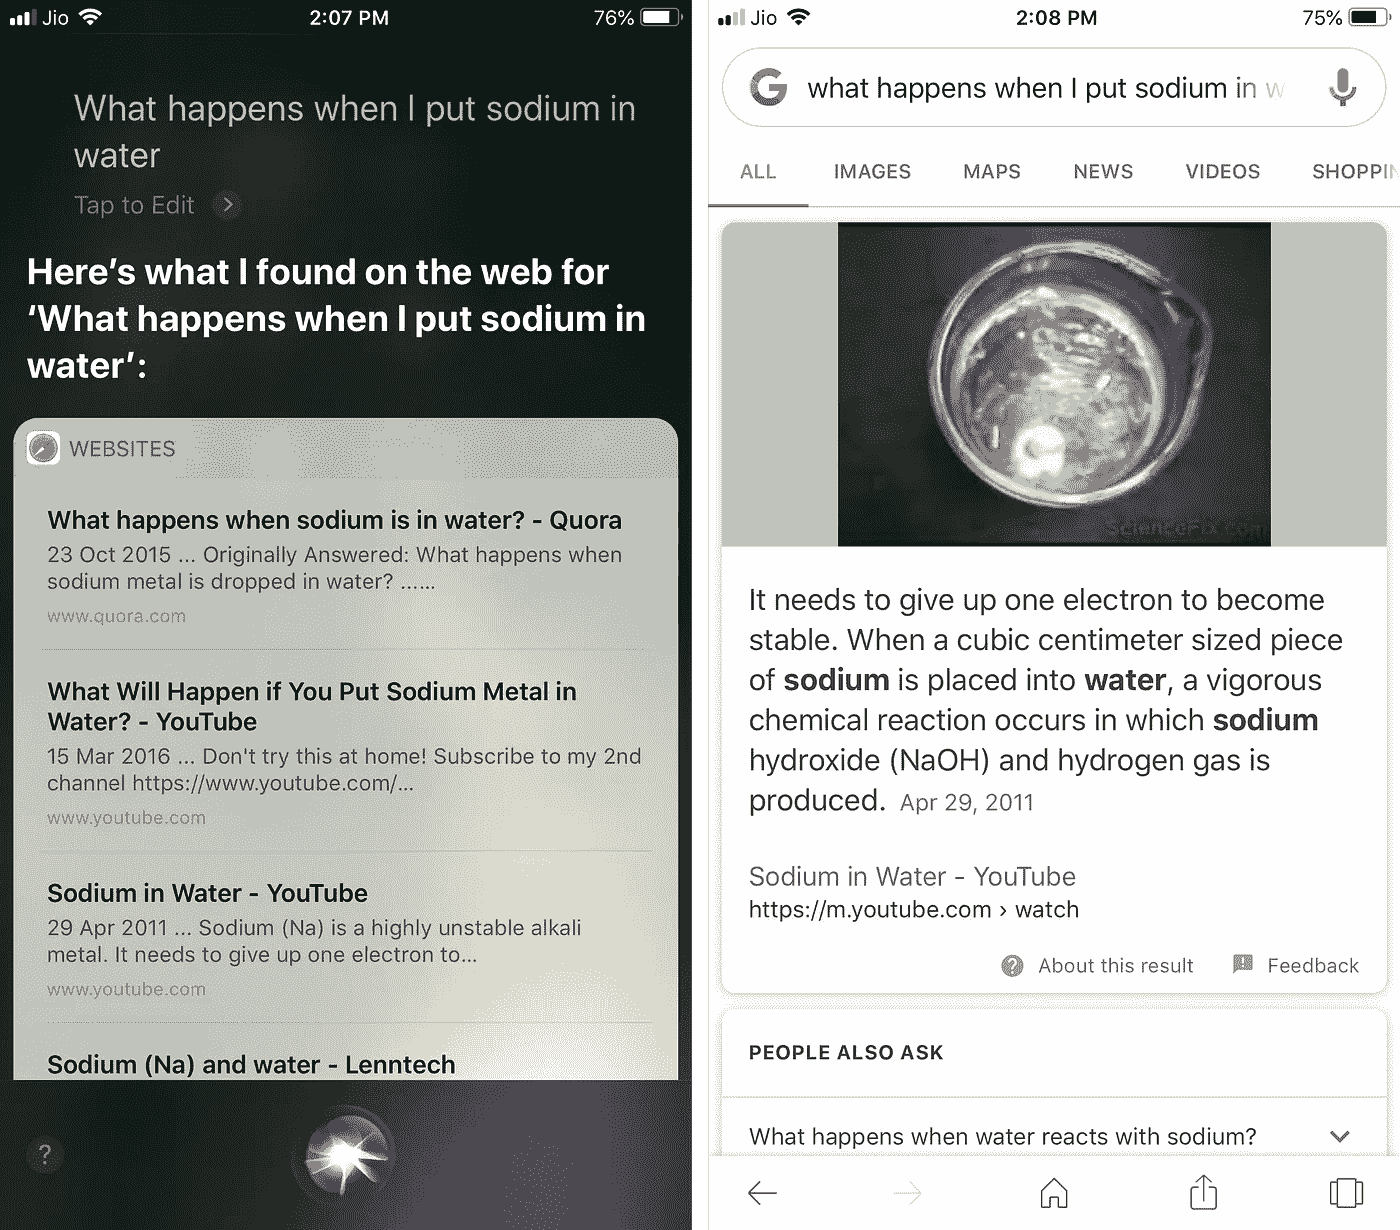 Jio
2:07 PM
76%
What happens when I put sodium in
water
Tap to Edit
Here’s what I found on the web for
‘What happens when I put sodium in
water’:
WEBSITES
What happens when sodium is in water? - Quora
23 Oct 2015 ... Originally Answered: What happens when
sodium metal is dropped in water? ......
www.quora.com
What Will Happen if You Put Sodium Metal in
Water? - YouTube
15 Mar 2016 ... Don't try this at home! Subscribe to my 2nd
channel https://www.youtube.com/...
www.youtube.com
Sodium in Water - YouTube
29 Apr 2011 ... Sodium (Na) is a highly unstable alkali
metal. It needs to give up one electron to...
www.youtube.com
Sodium (Na) and water - Lenntech
?
Jio
2:08 PM
75%
G what happens when I put sodium in w
ALL IMAGES MAPS NEWS VIDEOS SHOPPIN
ScienceFix.com
It needs to give up one electron to become
stable. When a cubic centimeter sized piece
of sodium is placed into water, a vigorous
chemical reaction occurs in which sodium
hydroxide (NaOH) and hydrogen gas is
produced. Apr 29, 2011
Sodium in Water - YouTube
https://m.youtube.com › watch
About this result Feedback
PEOPLE ALSO ASK
What happens when water reacts with sodium?